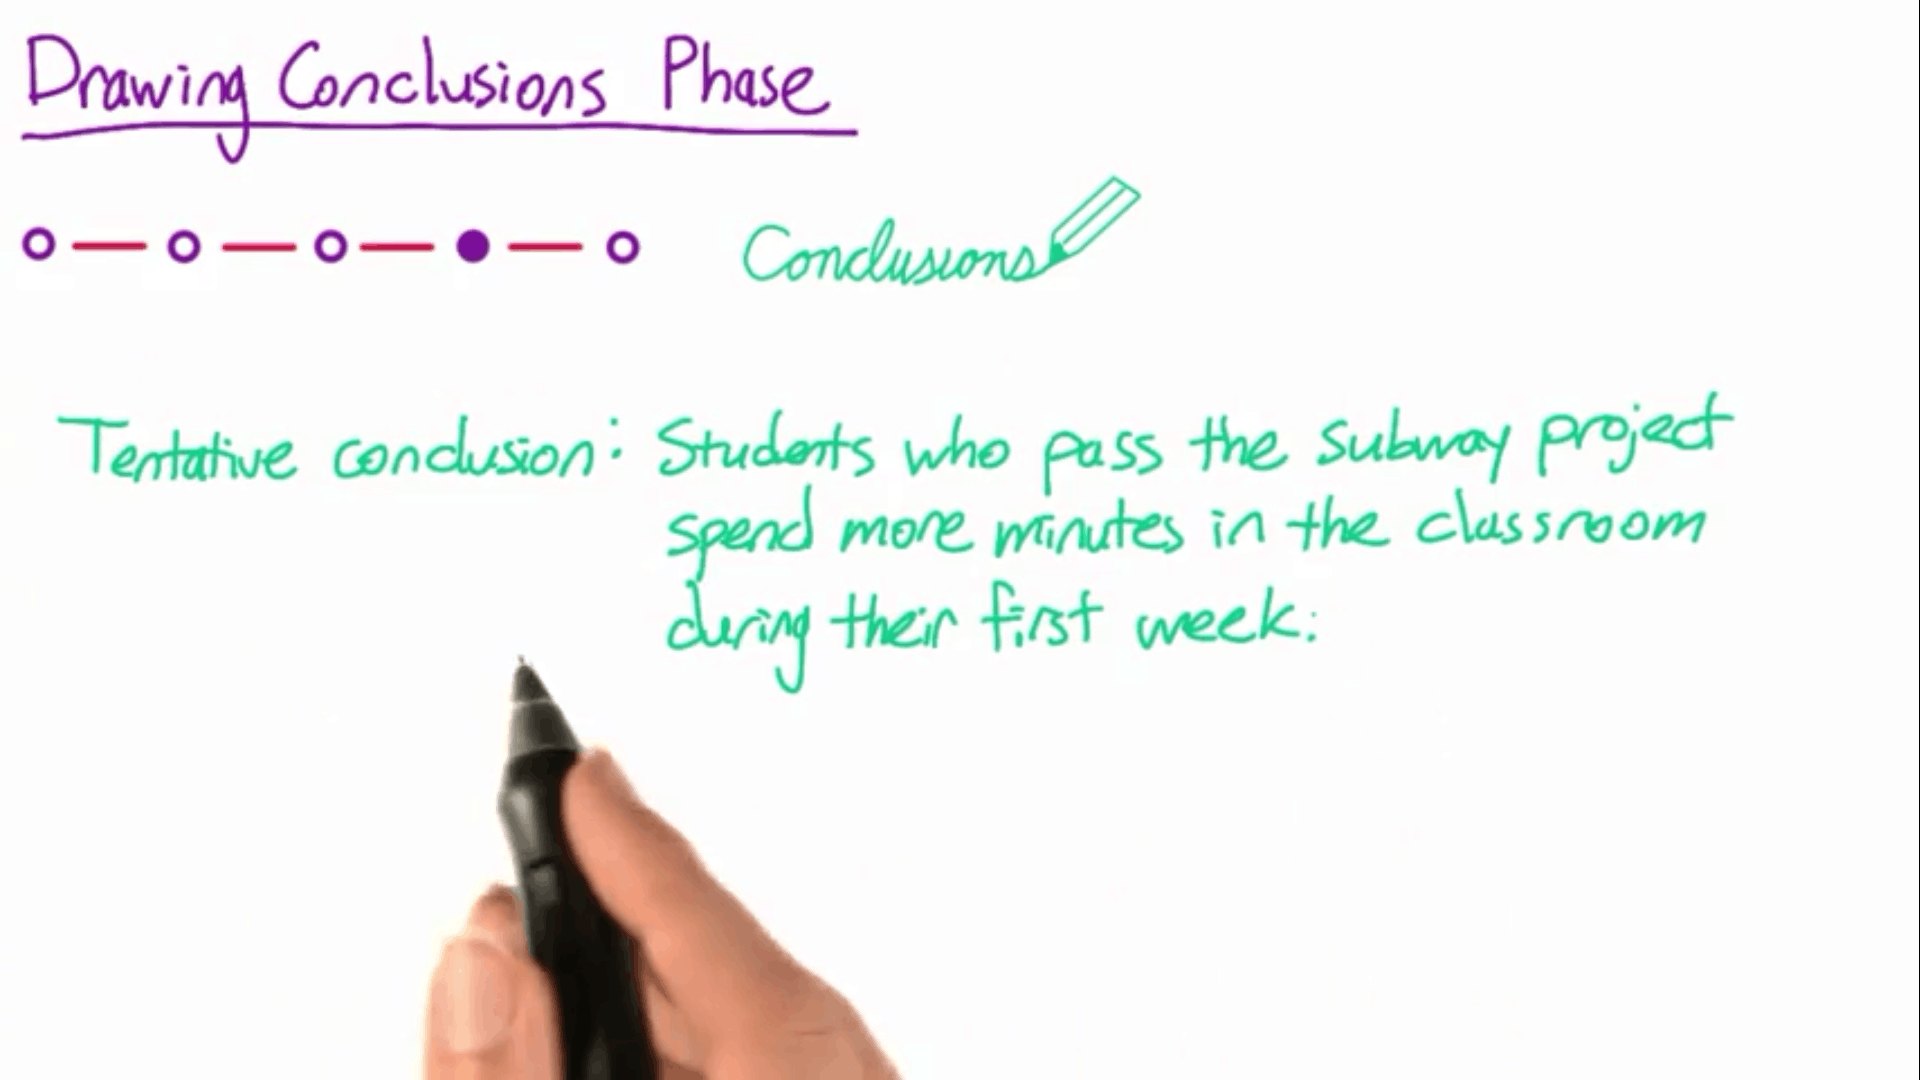 Drawing Conclusions Phase
Conclusions
Tentative conclusion: Students who pass the subway project
spend more minutes in the classroom
during their first week.